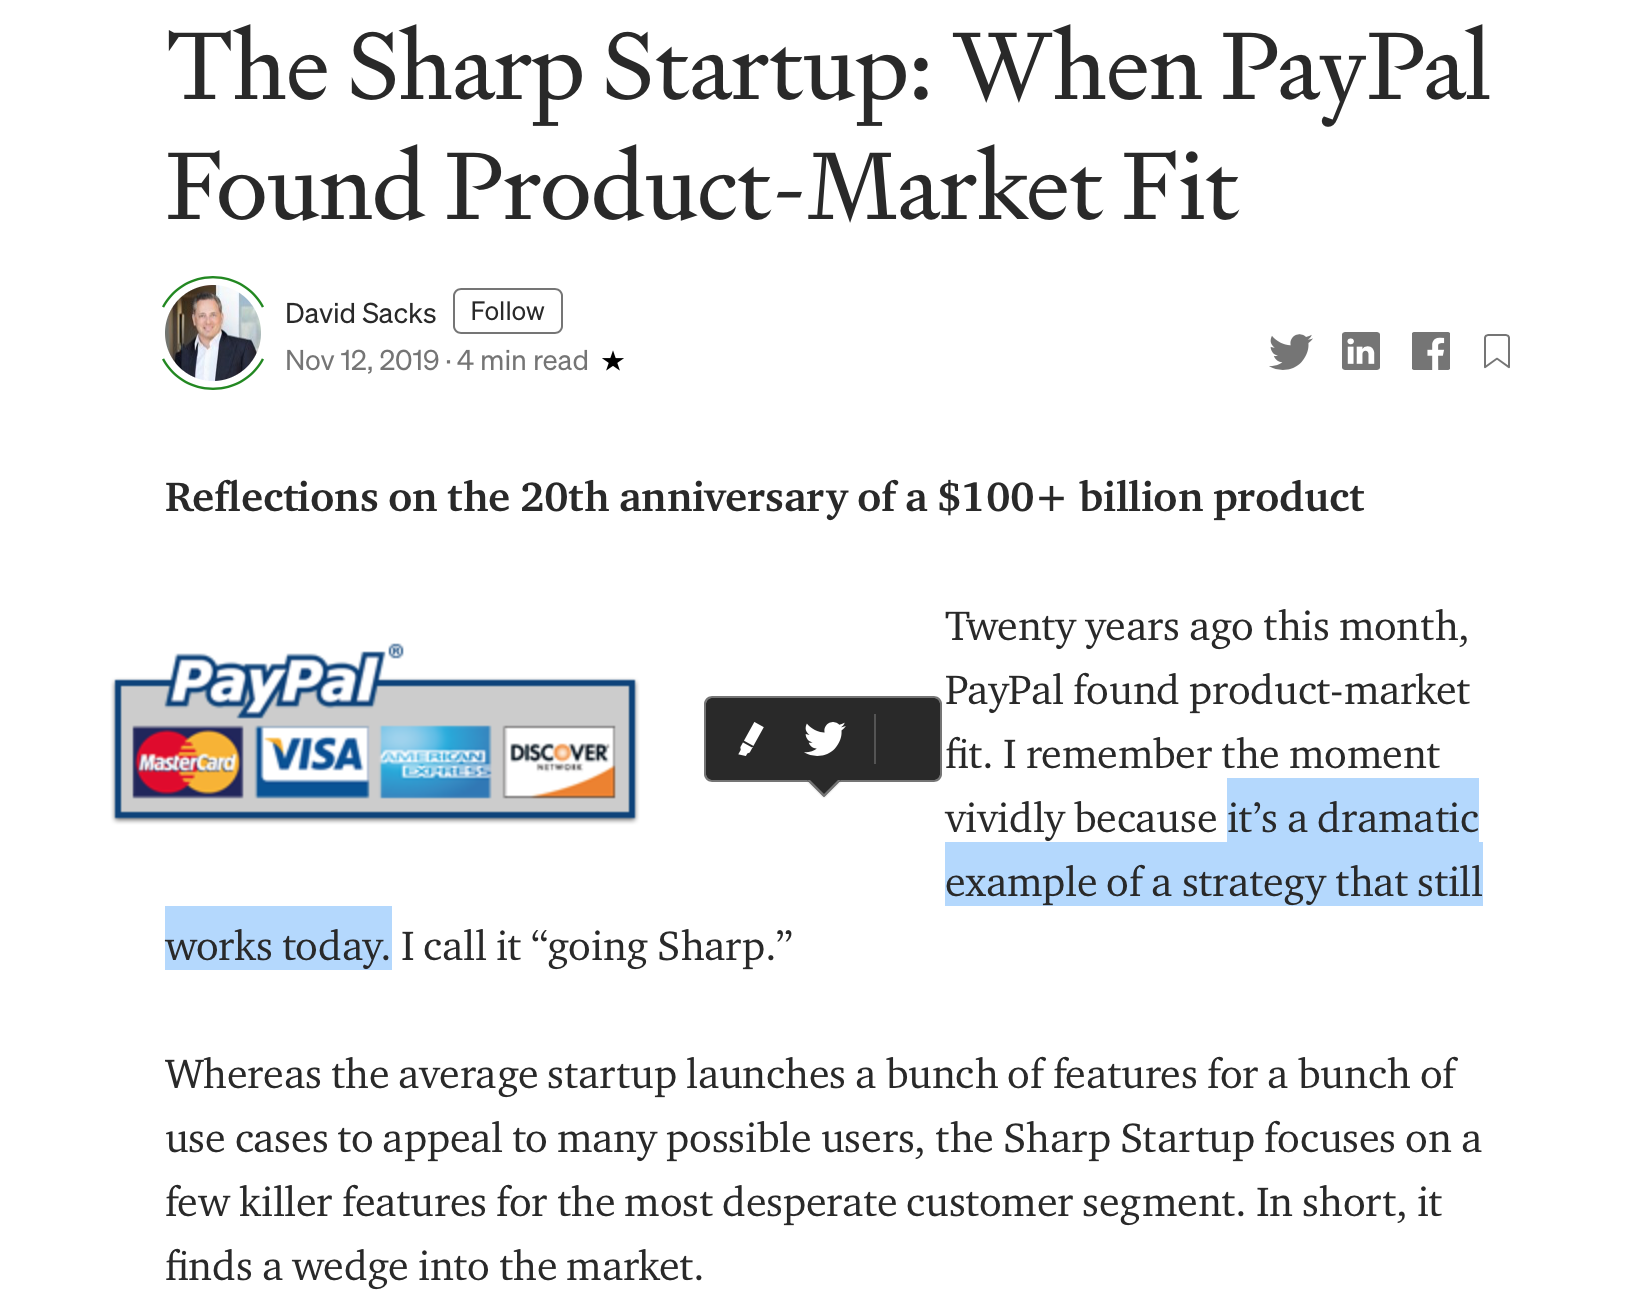 The Sharp Startup: When PayPal
Found Product-Market Fit
David Sacks Follow
Nov 12, 2019 · 4 min read ★
Reflections on the 20th anniversary of a $100+ billion product
PayPal®
MasterCard VISA AMERICAN EXPRESS DISCOVER NETWORK
Twenty years ago this month,
PayPal found product-market
fit. I remember the moment
vividly because it’s a dramatic
example of a strategy that still
works today. I call it “going Sharp.”
Whereas the average startup launches a bunch of features for a bunch of
use cases to appeal to many possible users, the Sharp Startup focuses on a
few killer features for the most desperate customer segment. In short, it
finds a wedge into the market.